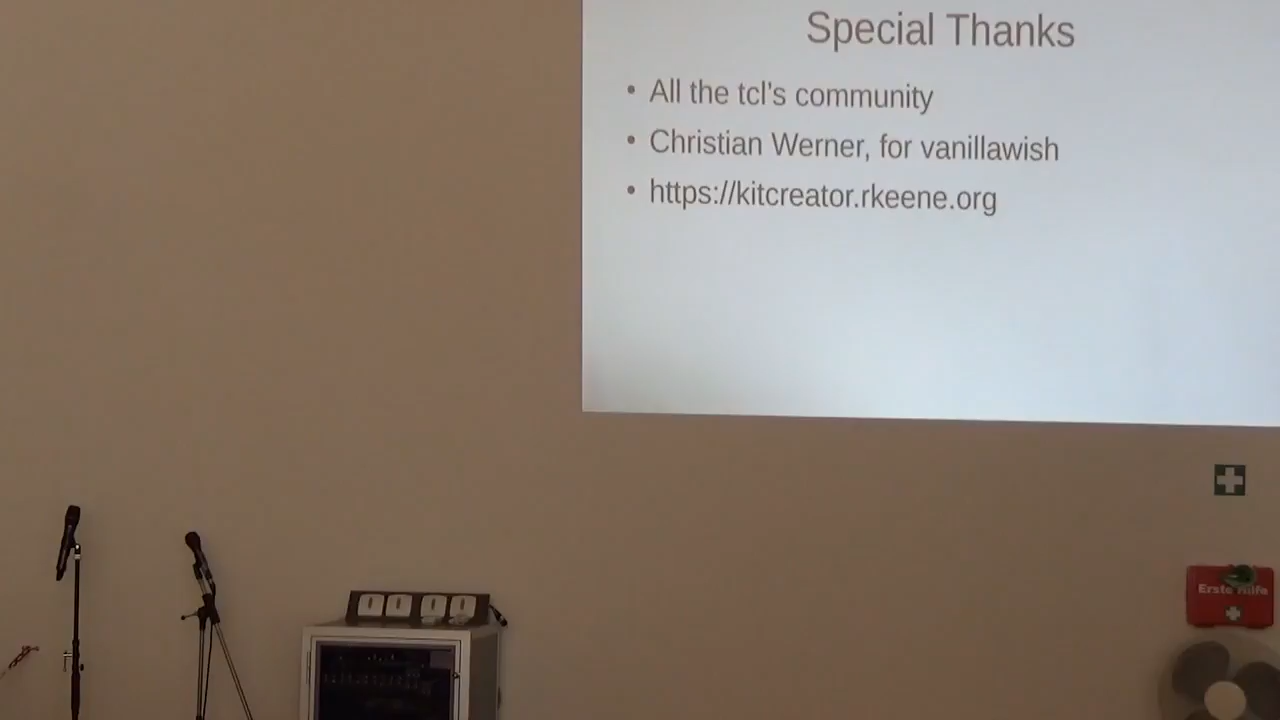 Special Thanks
• All the tcl's community
• Christian Werner, for vanillawish
• https://kitcreator.rkeene.org
Erste Hilfe